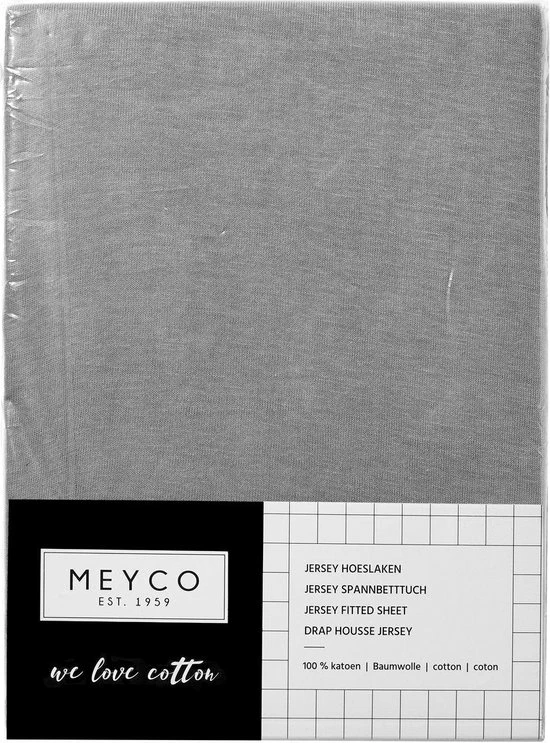 MEYCO
EST. 1959
we love cotton
JERSEY HOESLAKEN
JERSEY SPANNBETTTUCH
JERSEY FITTED SHEET
DRAP HOUSSE JERSEY
100 % katoen | Baumwolle | cotton | coton